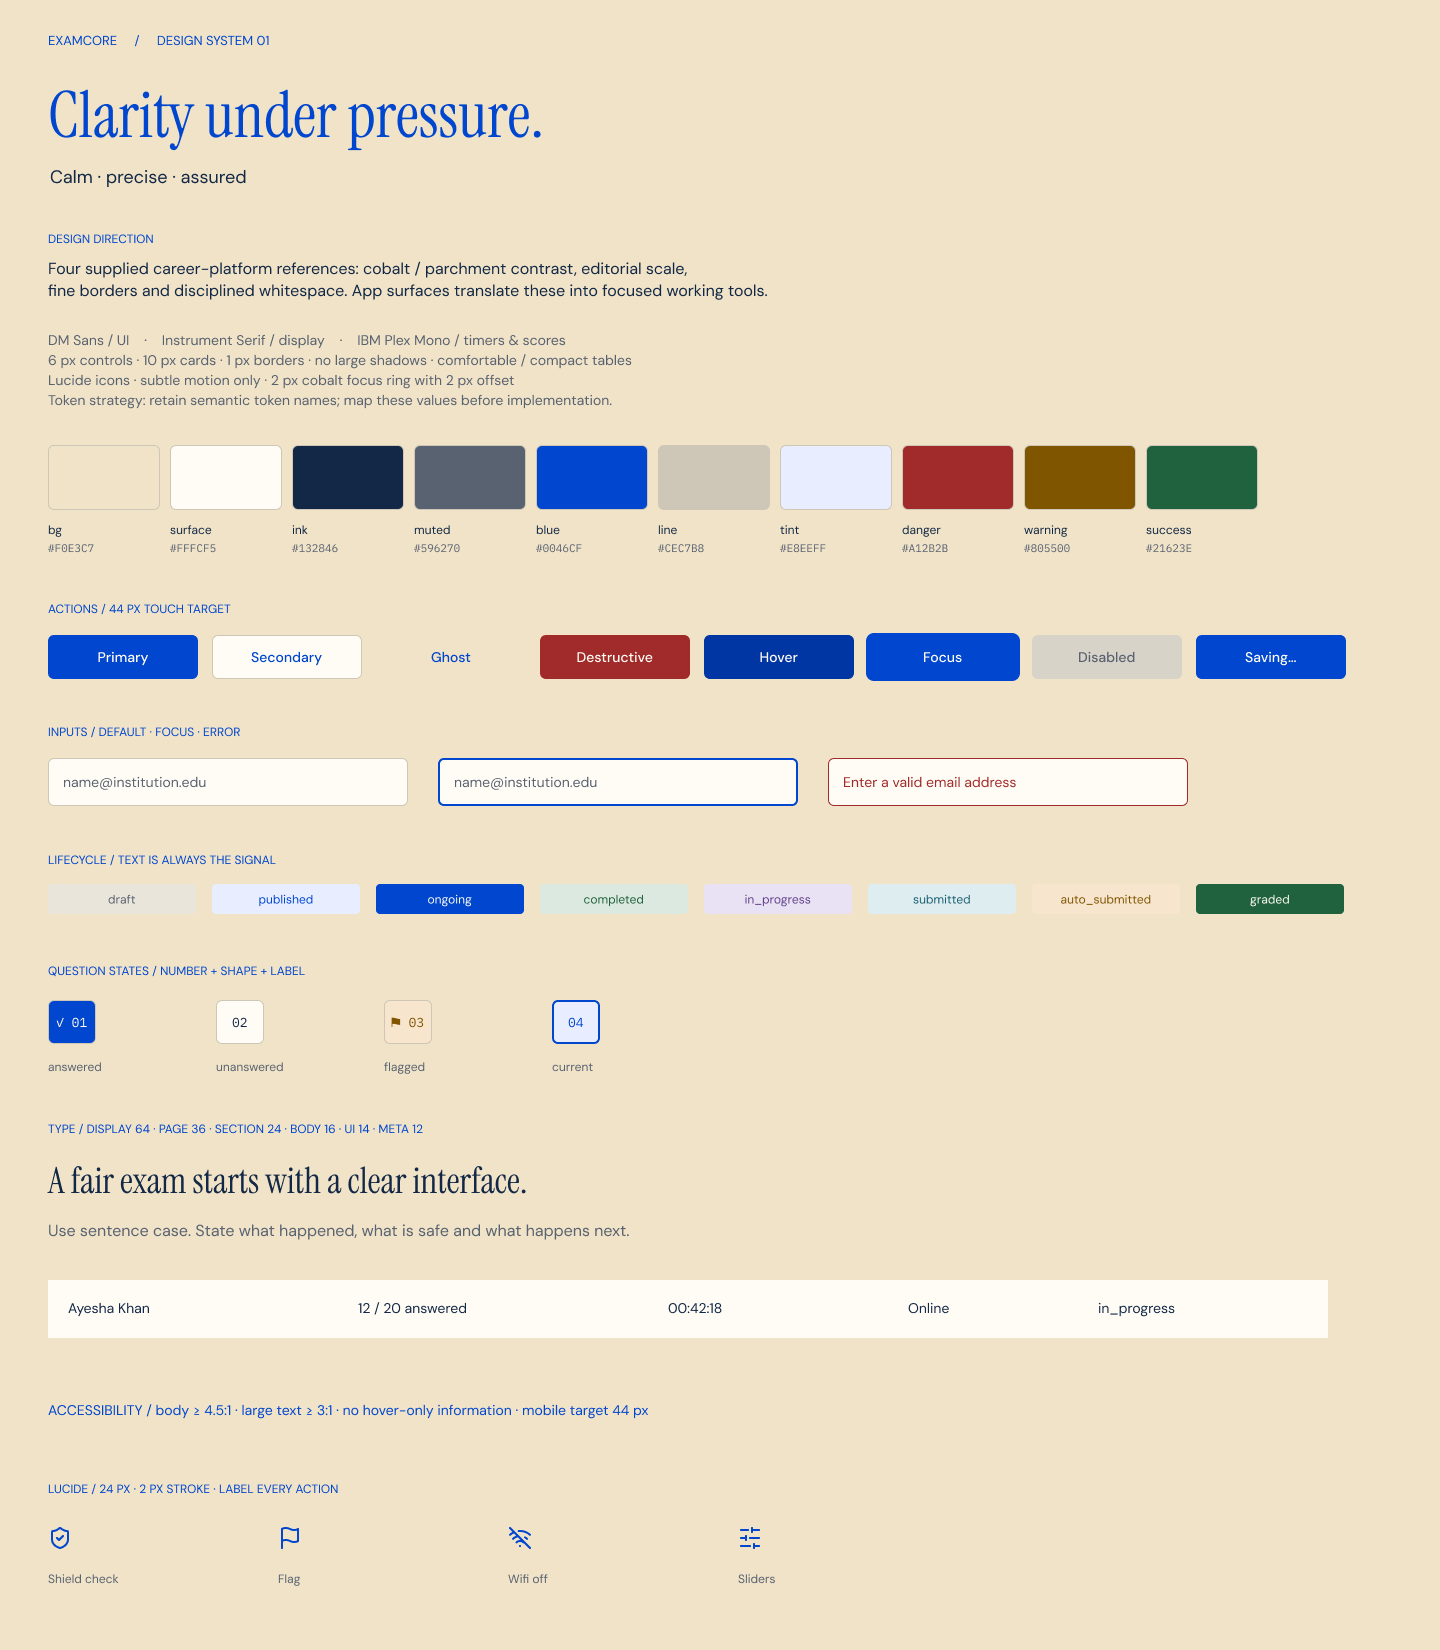 EXAMCORE / DESIGN SYSTEM 01
Clarity under pressure.
Calm · precise · assured
DESIGN DIRECTION
Four supplied career-platform references: cobalt / parchment contrast, editorial scale,
fine borders and disciplined whitespace. App surfaces translate these into focused working tools.
DM Sans / UI · Instrument Serif / display · IBM Plex Mono / timers & scores
6 px controls · 10 px cards · 1 px borders · no large shadows · comfortable / compact tables
Lucide icons · subtle motion only · 2 px cobalt focus ring with 2 px offset
Token strategy: retain semantic token names; map these values before implementation.
bg surface ink muted blue line tint danger warning success
#F0E3C7 #FFFCF5 #132846 #596270 #0046CF #CEC7B8 #E8EEFF #A12B2B #805500 #21623E
ACTIONS / 44 PX TOUCH TARGET
Primary Secondary Ghost Destructive Hover Focus Disabled Saving...
INPUTS / DEFAULT · FOCUS · ERROR
name@institution.edu name@institution.edu Enter a valid email address
LIFECYCLE / TEXT IS ALWAYS THE SIGNAL
draft published ongoing completed in_progress submitted auto_submitted graded
QUESTION STATES / NUMBER + SHAPE + LABEL
√ 01 02 ⚑ 03 04
answered unanswered flagged current
TYPE / DISPLAY 64 · PAGE 36 · SECTION 24 · BODY 16 · UI 14 · META 12
A fair exam starts with a clear interface.
Use sentence case. State what happened, what is safe and what happens next.
Ayesha Khan 12 / 20 answered 00:42:18 Online in_progress
ACCESSIBILITY / body ≥ 4.5:1 · large text ≥ 3:1 · no hover-only information · mobile target 44 px
LUCIDE / 24 PX · 2 PX STROKE · LABEL EVERY ACTION
Shield check Flag Wifi off Sliders